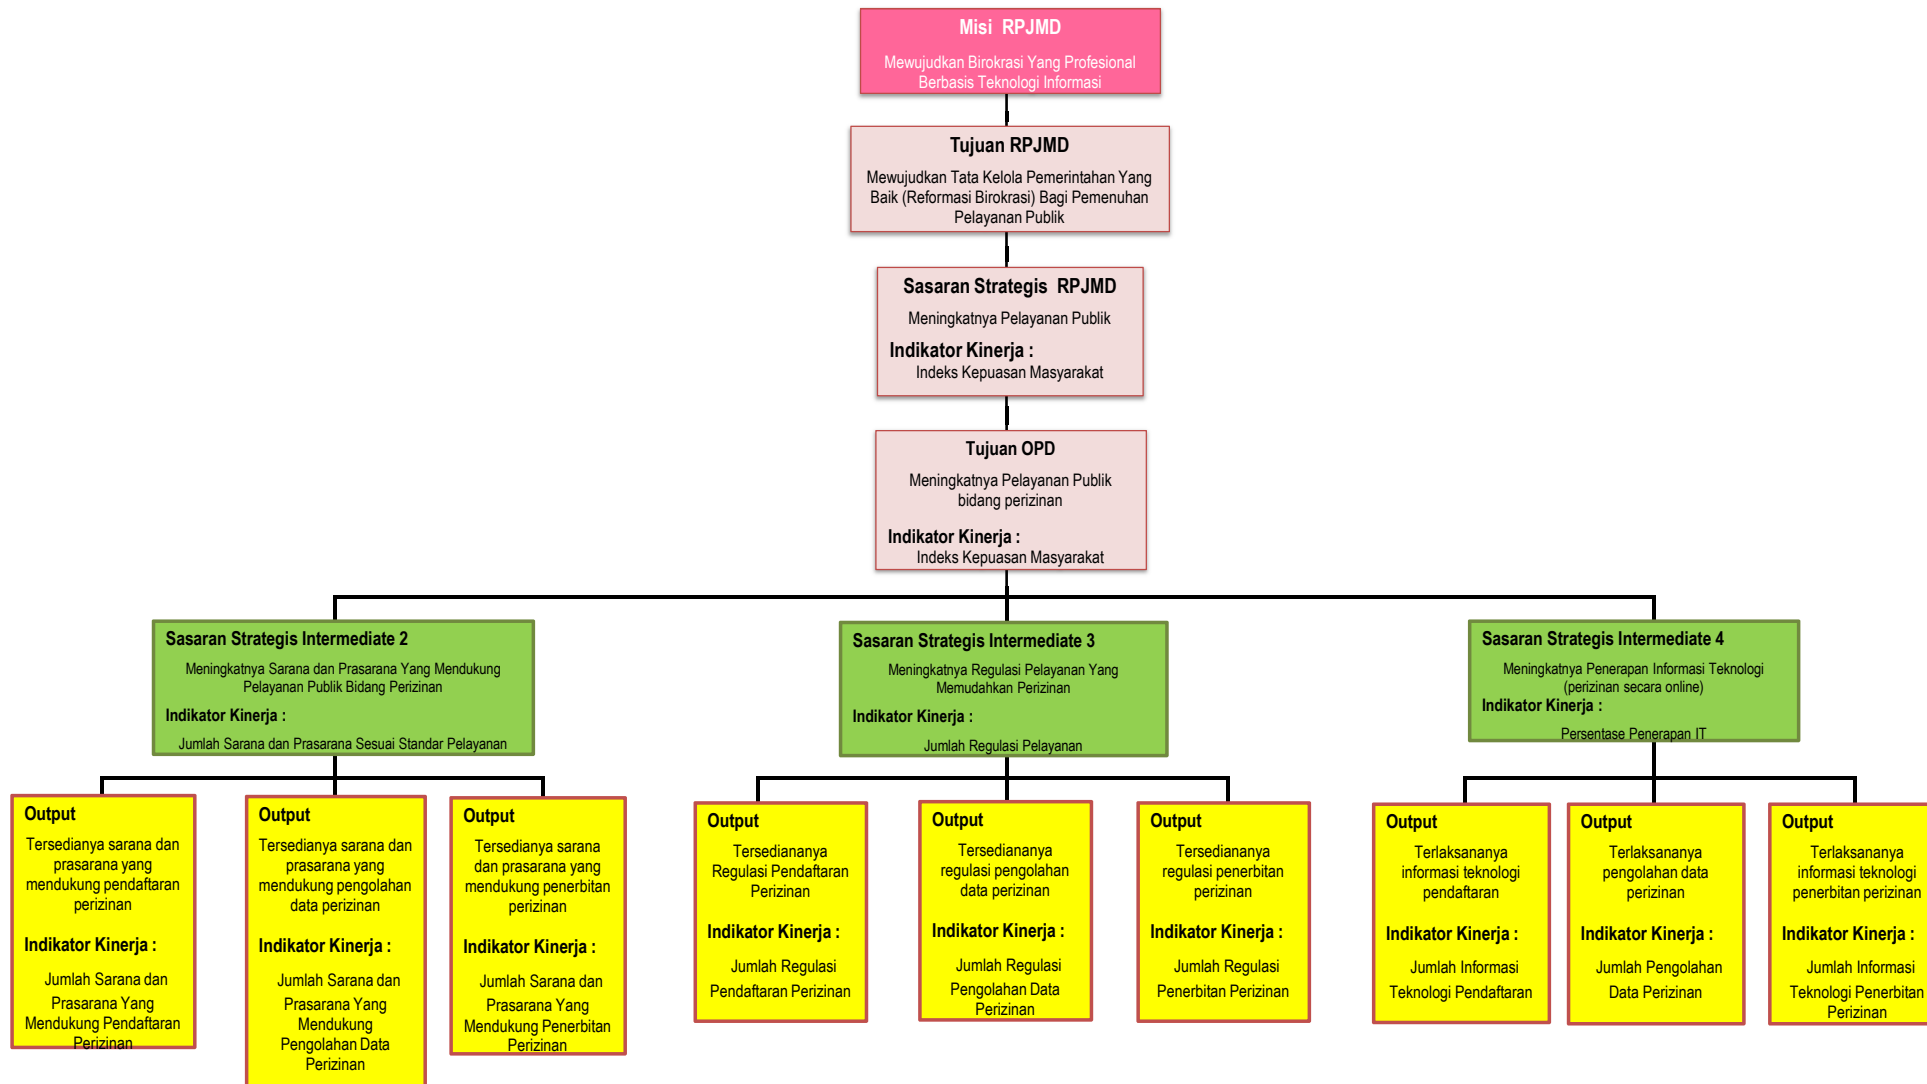 Misi RPJMD
Mewujudkan Birokrasi Yang Profesional
Berbasis Teknologi Informasi
Tujuan RPJMD
Mewujudkan Tata Kelola Pemerintahan Yang
Baik (Reformasi Birokrasi) Bagi Pemenuhan
Pelayanan Publik
Sasaran Strategis RPJMD
Meningkatnya Pelayanan Publik
Indikator Kinerja :
Indeks Kepuasan Masyarakat
Tujuan OPD
Meningkatnya Pelayanan Publik
bidang perizinan
Indikator Kinerja :
Indeks Kepuasan Masyarakat
Sasaran Strategis Intermediate 2
Meningkatnya Sarana dan Prasarana Yang Mendukung
Pelayanan Publik Bidang Perizinan
Indikator Kinerja :
Jumlah Sarana dan Prasarana Sesuai Standar Pelayanan
Sasaran Strategis Intermediate 3
Meningkatnya Regulasi Pelayanan Yang
Memudahkan Perizinan
Indikator Kinerja :
Jumlah Regulasi Pelayanan
Sasaran Strategis Intermediate 4
Meningkatnya Penerapan Informasi Teknologi
(perizinan secara online)
Indikator Kinerja :
Persentase Penerapan IT
Output
Tersedianya sarana dan
prasarana yang
mendukung pendaftaran
perizinan
Indikator Kinerja :
Jumlah Sarana dan
Prasarana Yang
Mendukung Pendaftaran
Perizinan
Output
Tersedianya sarana dan
prasarana yang
mendukung pengolahan
data perizinan
Indikator Kinerja :
Jumlah Sarana dan
Prasarana Yang
Mendukung
Pengolahan Data
Perizinan
Output
Tersedianya sarana
dan prasarana yang
mendukung penerbitan
perizinan
Indikator Kinerja :
Jumlah Sarana dan
Prasarana Yang
Mendukung Penerbitan
Perizinan
Output
Tersediananya
Regulasi Pendaftaran
Perizinan
Indikator Kinerja :
Jumlah Regulasi
Pendaftaran Perizinan
Output
Tersediananya
regulasi pengolahan
data perizinan
Indikator Kinerja :
Jumlah Regulasi
Pengolahan Data
Perizinan
Output
Tersediananya
regulasi penerbitan
perizinan
Indikator Kinerja :
Jumlah Regulasi
Penerbitan Perizinan
Output
Terlaksananya
informasi teknologi
pendaftaran
Indikator Kinerja :
Jumlah Informasi
Teknologi Pendaftaran
Output
Terlaksananya
pengolahan data
perizinan
Indikator Kinerja :
Jumlah Pengolahan
Data Perizinan
Output
Terlaksananya
informasi teknologi
penerbitan perizinan
Indikator Kinerja :
Jumlah Informasi
Teknologi Penerbitan
Perizinan